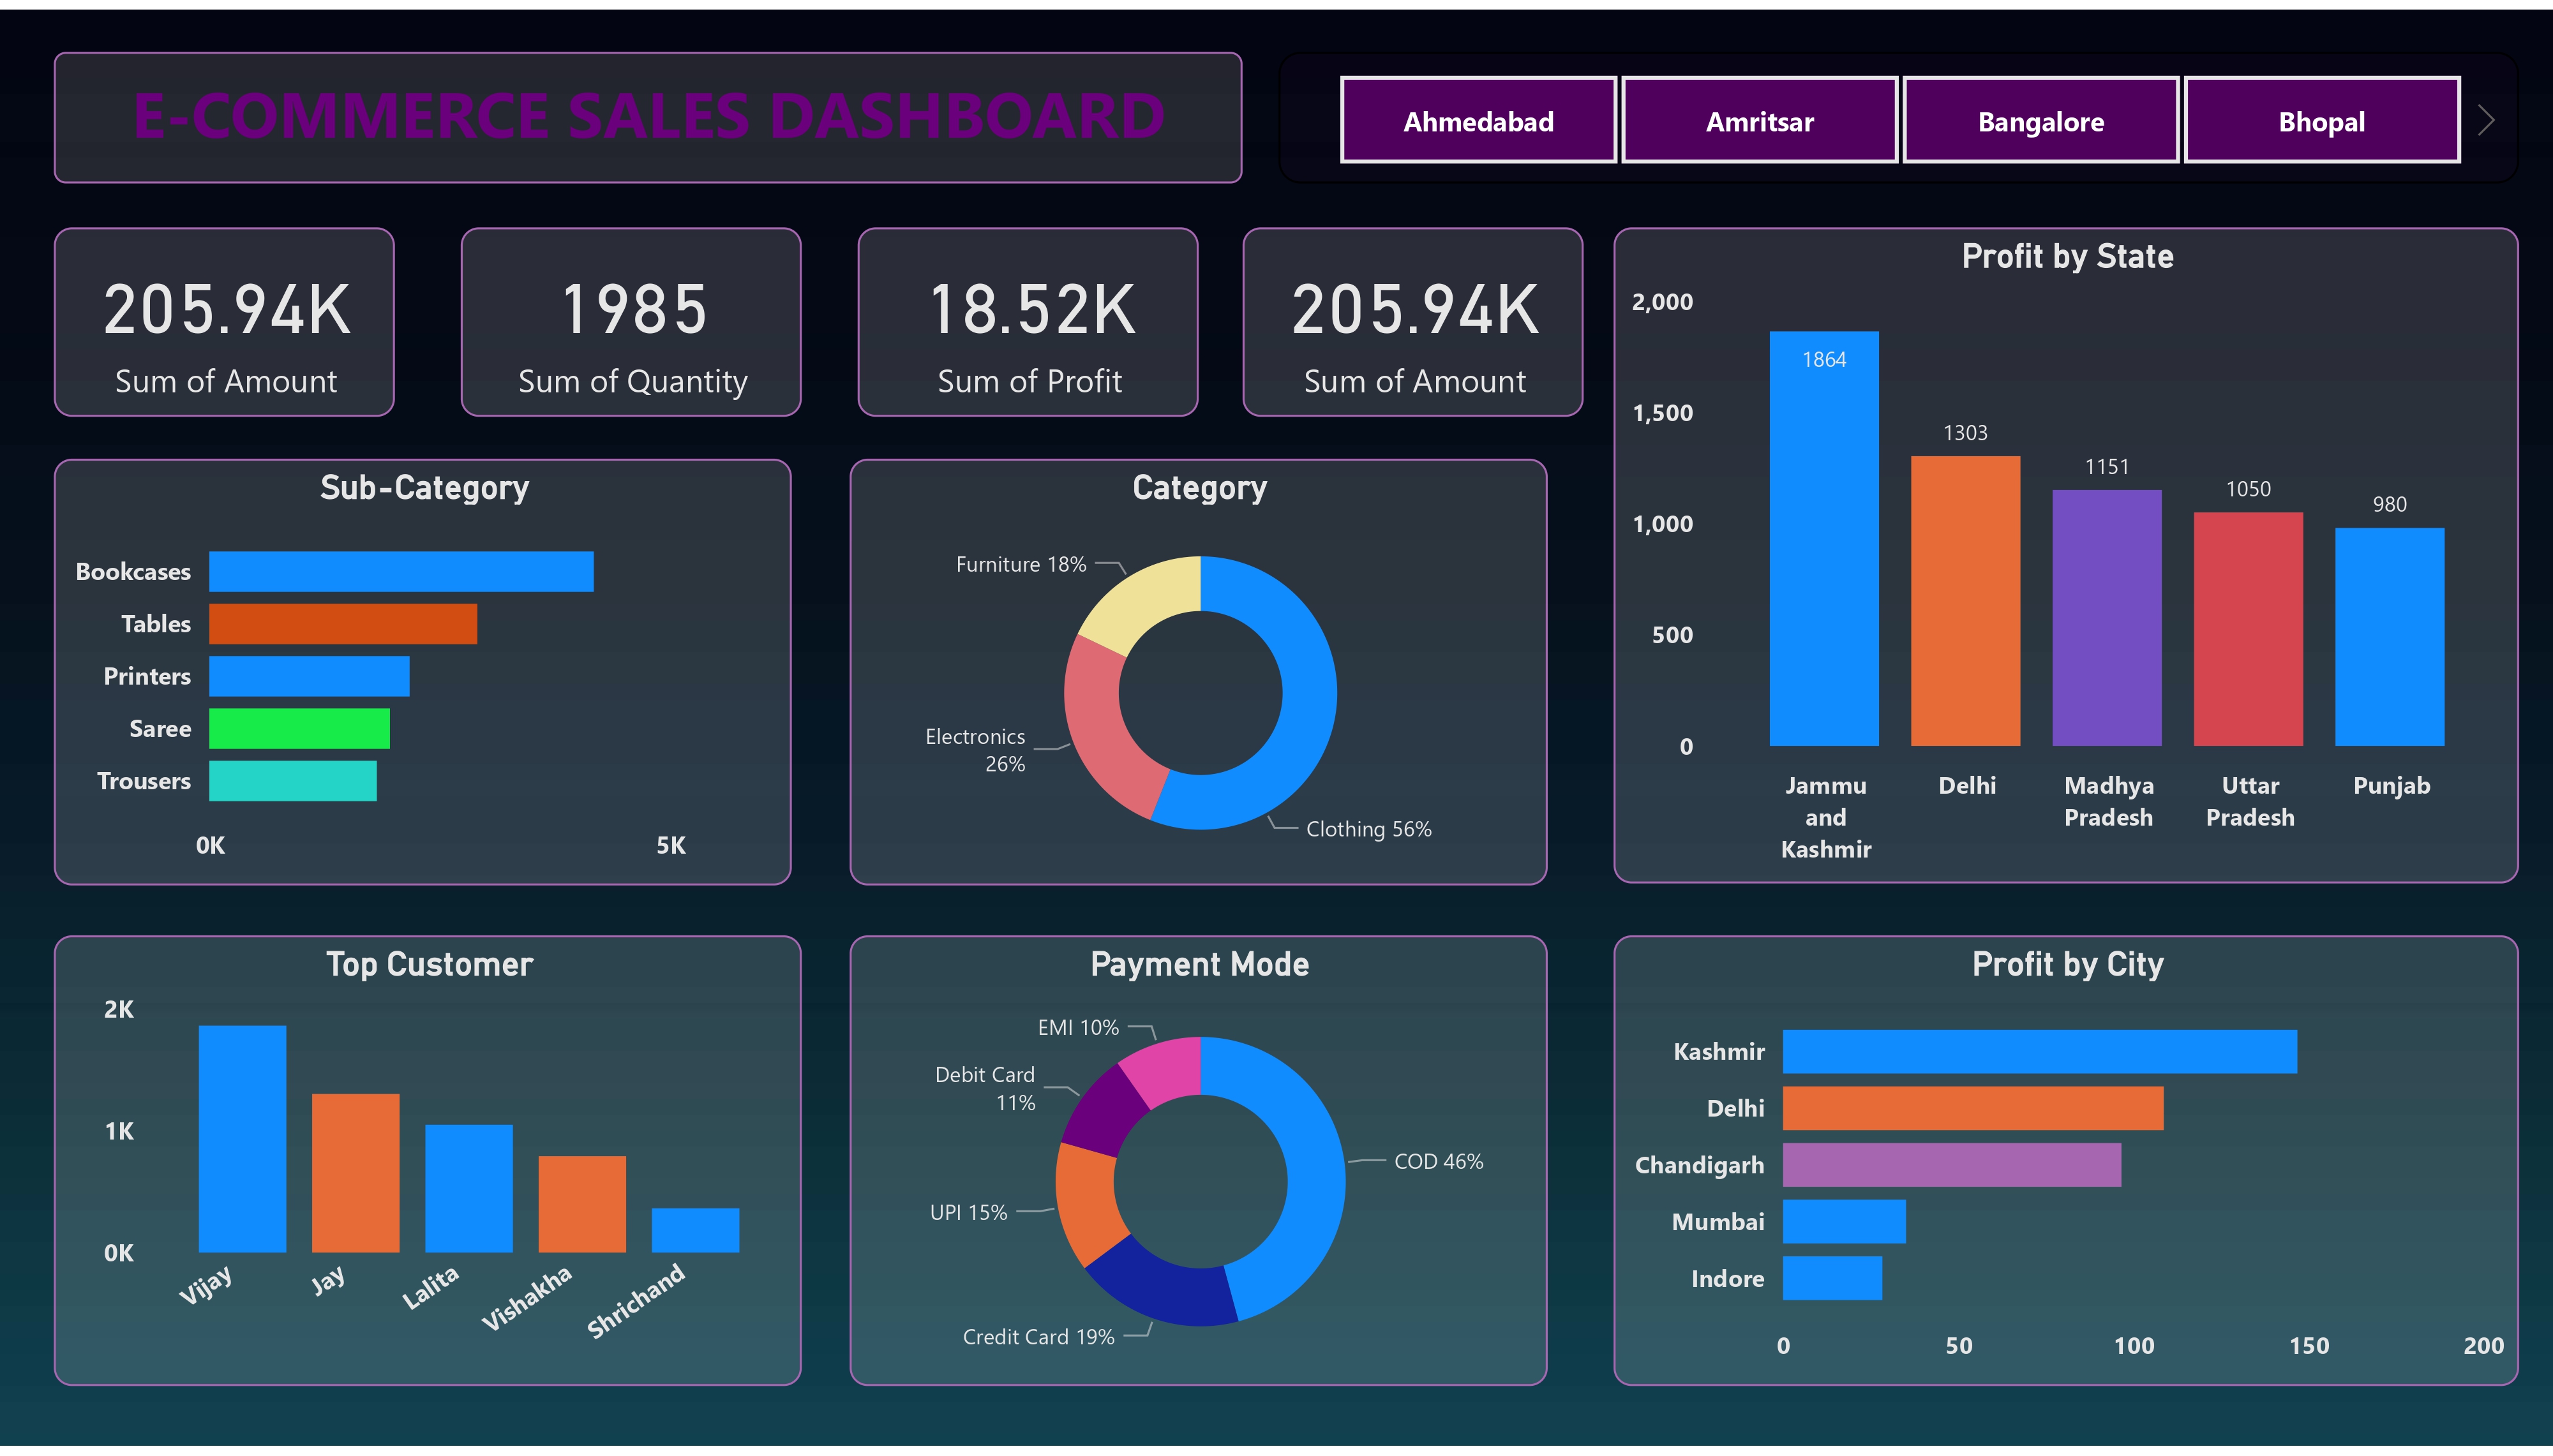 E-COMMERCE SALES DASHBOARD
Ahmedabad
Amritsar
Bangalore
Bhopal
205.94K
Sum of Amount
1985
Sum of Quantity
18.52K
Sum of Profit
205.94K
Sum of Amount
Profit by State
2,000
1,500
1,000
500
0
1864
1303
1151
1050
980
Jammu
and
Kashmir
Delhi
Madhya
Pradesh
Uttar
Pradesh
Punjab
Sub-Category
Bookcases
Tables
Printers
Saree
Trousers
0K
5K
Category
Furniture 18%
Electronics
26%
Clothing 56%
Top Customer
2K
1K
0K
Vijay
Jay
Lalita
Vishakha
Shrichand
Payment Mode
EMI 10%
Debit Card
11%
UPI 15%
Credit Card 19%
COD 46%
Profit by City
Kashmir
Delhi
Chandigarh
Mumbai
Indore
0
50
100
150
200